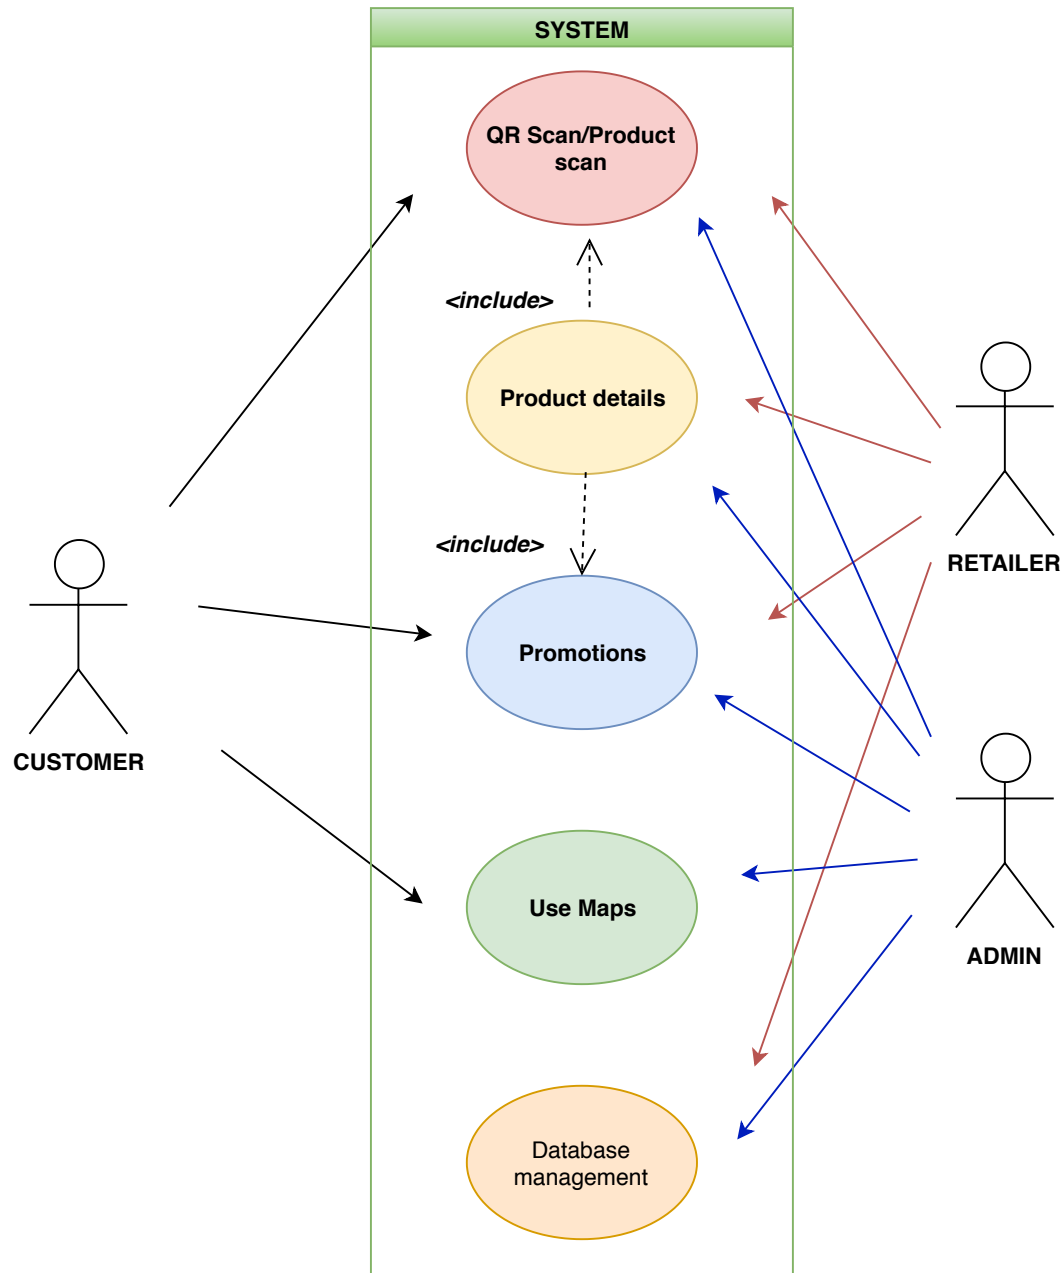 SYSTEM
QR Scan/Product
scan
<include>
Product details
<include>
Promotions
Use Maps
Database
management
CUSTOMER
RETAILER
ADMIN